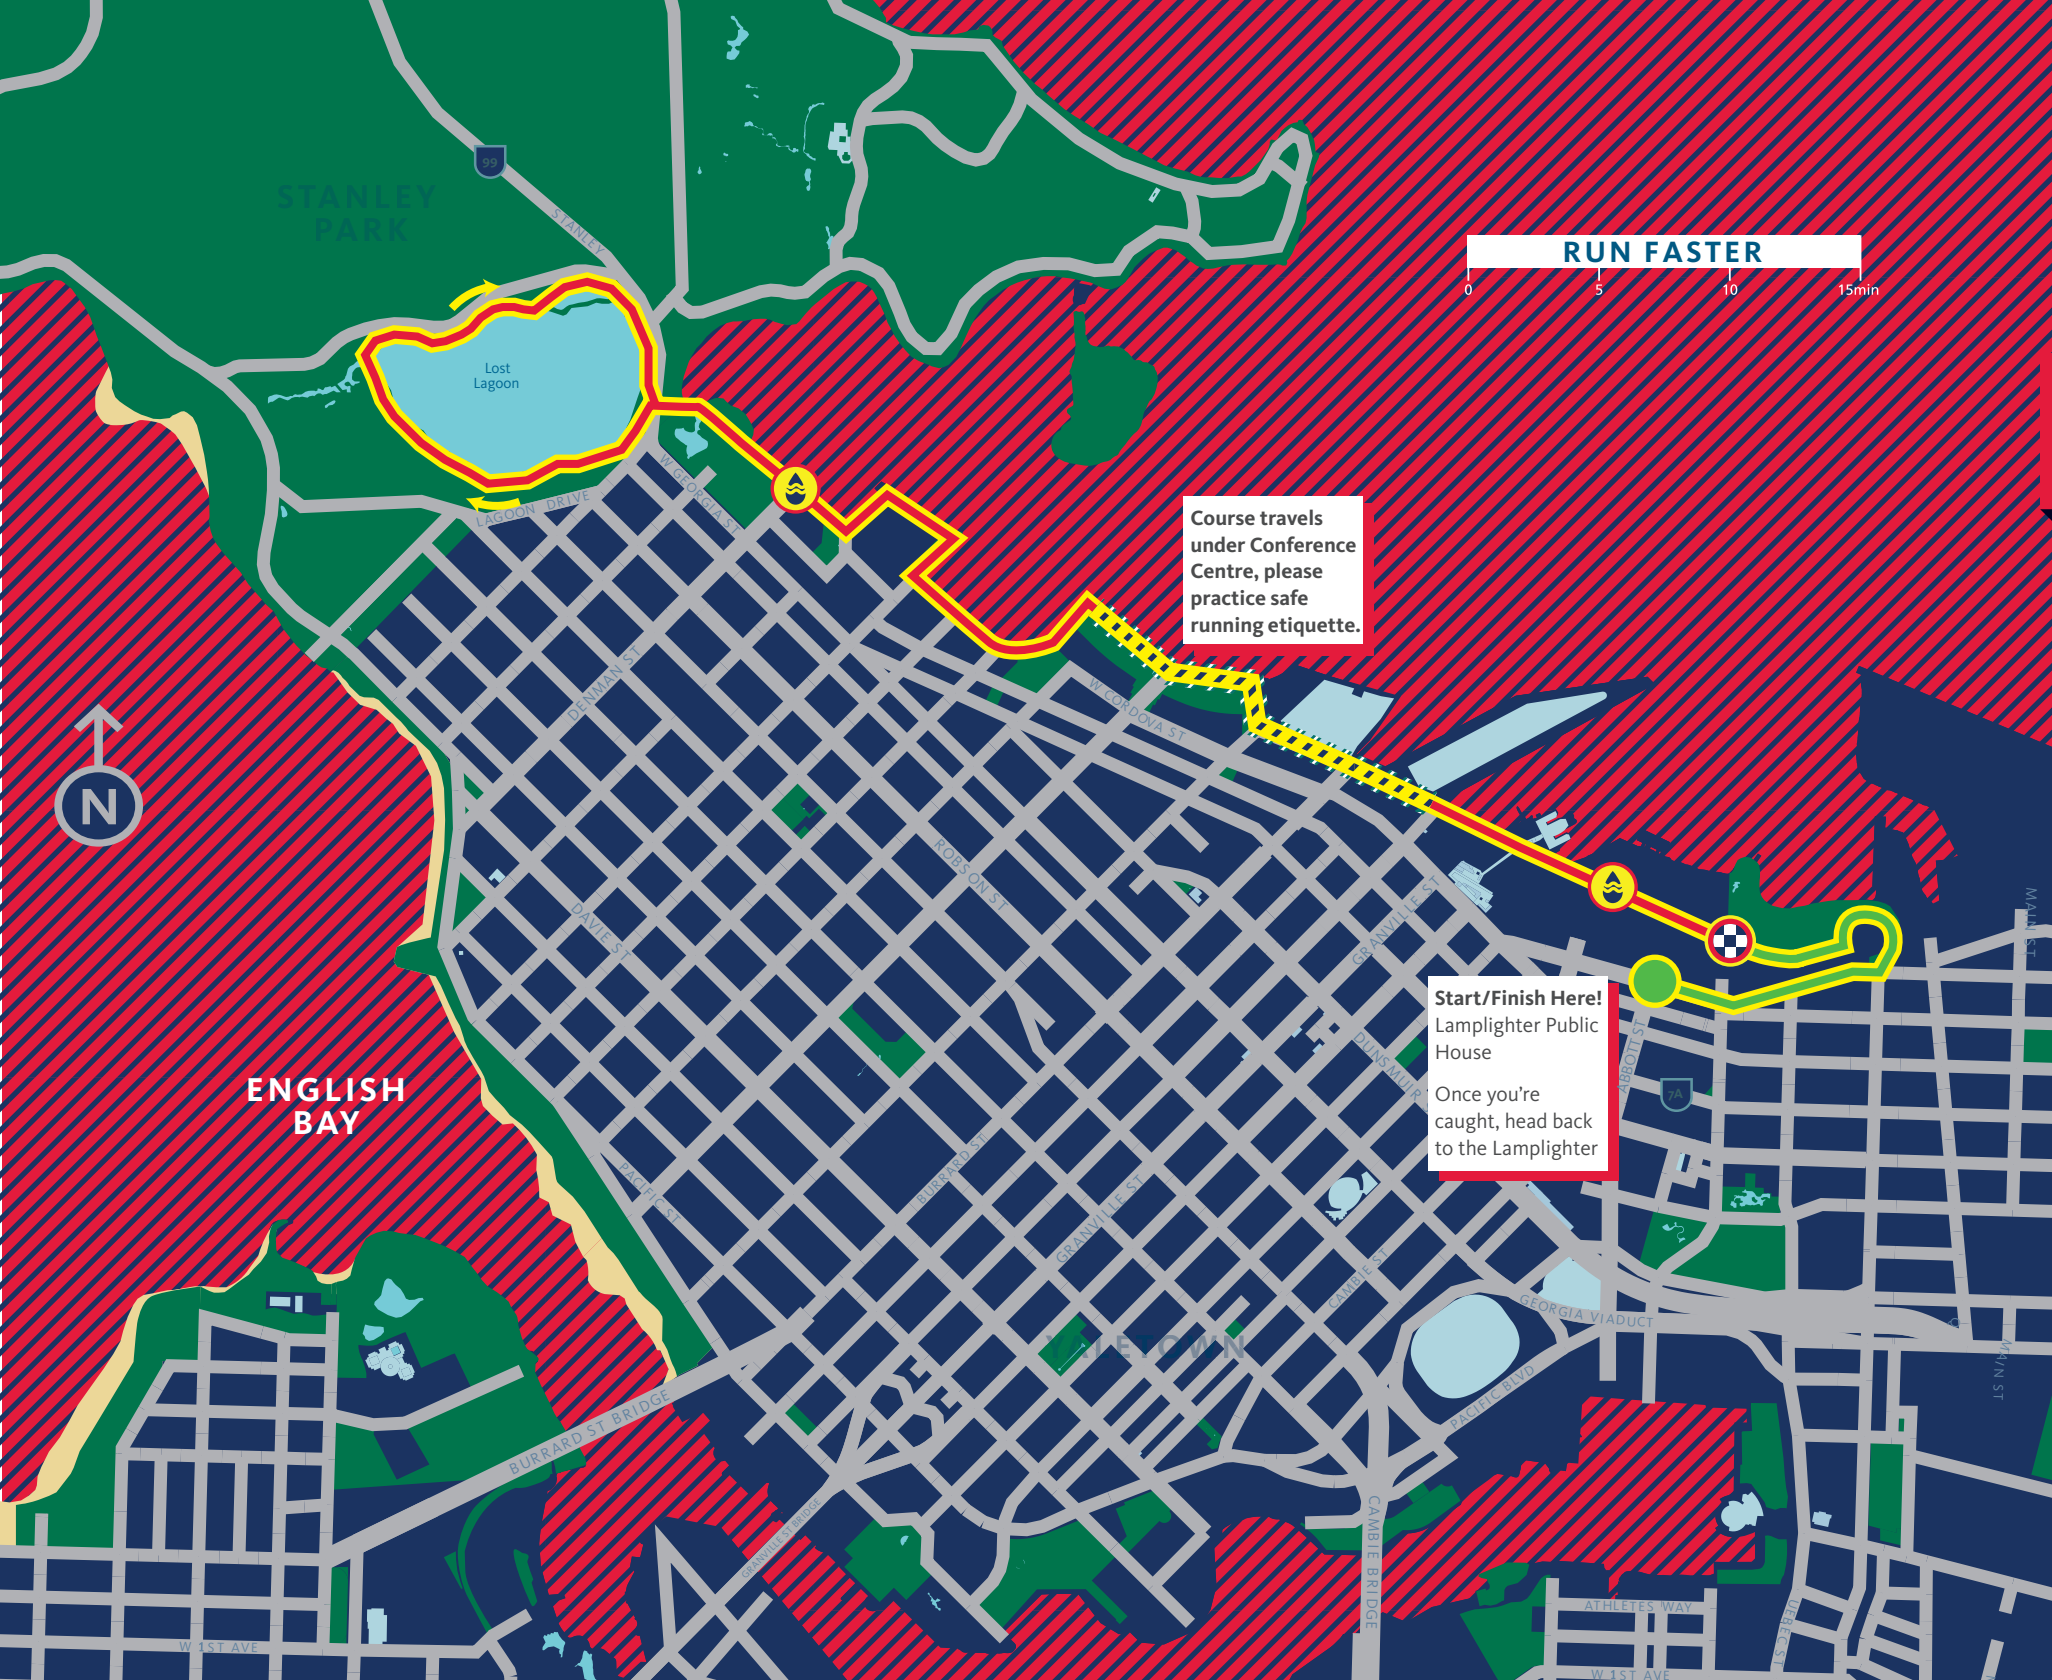 99
STANLEY
STANLEY
PARK
RUN FASTER
0 5 10 15min
Lost
Lagoon
W GEORGIA ST
LAGOON DRIVE
Course travels
under Conference
Centre, please
practice safe
running etiquette.
DENMAN ST
W CORDOVA ST
N
ROBSON ST
DAVIE ST
GRANVILLE ST
MAIN ST
Start/Finish Here!
Lamplighter Public
House
Once you're
caught, head back
to the Lamplighter
DUNSMUIR
ABBOTT ST
7A
ENGLISH
BAY
PACIFIC ST
BURRARD ST
GRANVILLE ST
CAMBIE ST
GEORGIA VIADUCT
YALETOWN
MAIN ST
PACIFIC BLVD
BURRARD ST BRIDGE
GRANVILLE ST BRIDGE
CAMBIE BRIDGE
ATHLETES WAY
UEBEC ST
W 1ST AVE
W 1ST AVE